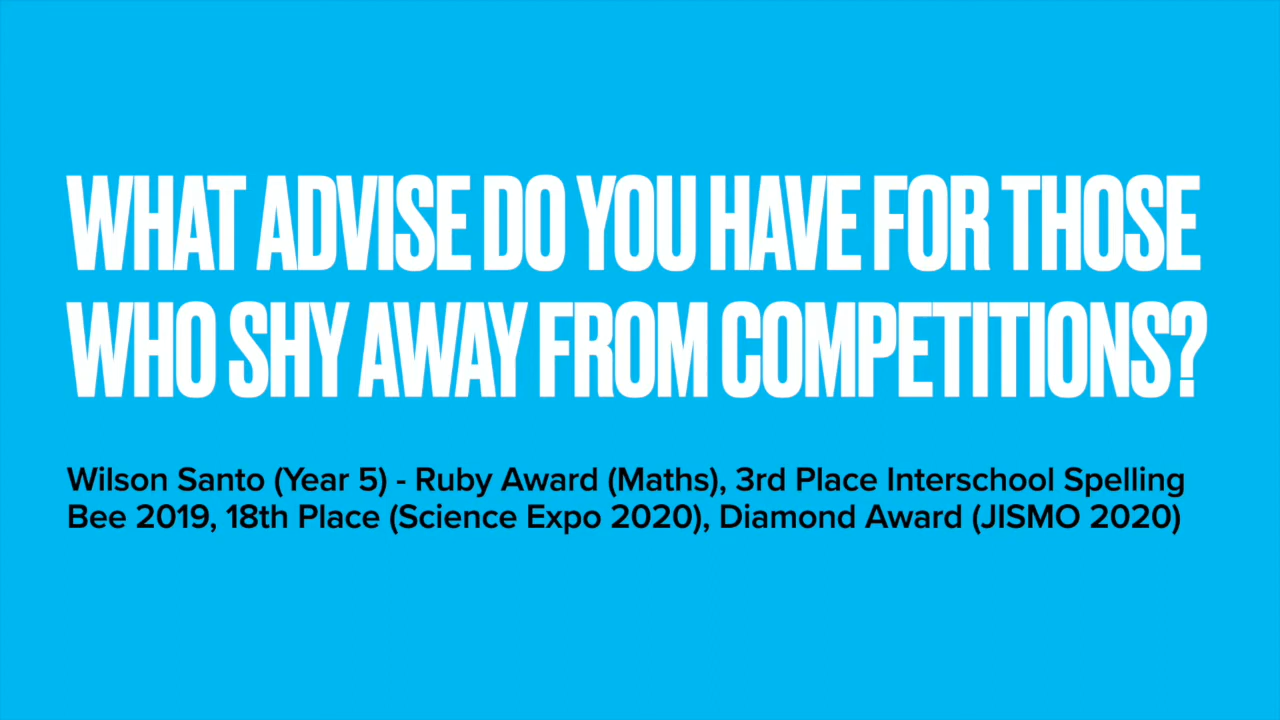 WHAT ADVISE DO YOU HAVE FOR THOSE
WHO SHY AWAY FROM COMPETITIONS?
Wilson Santo (Year 5) - Ruby Award (Maths), 3rd Place Interschool Spelling
Bee 2019, 18th Place (Science Expo 2020), Diamond Award (JISMO 2020)